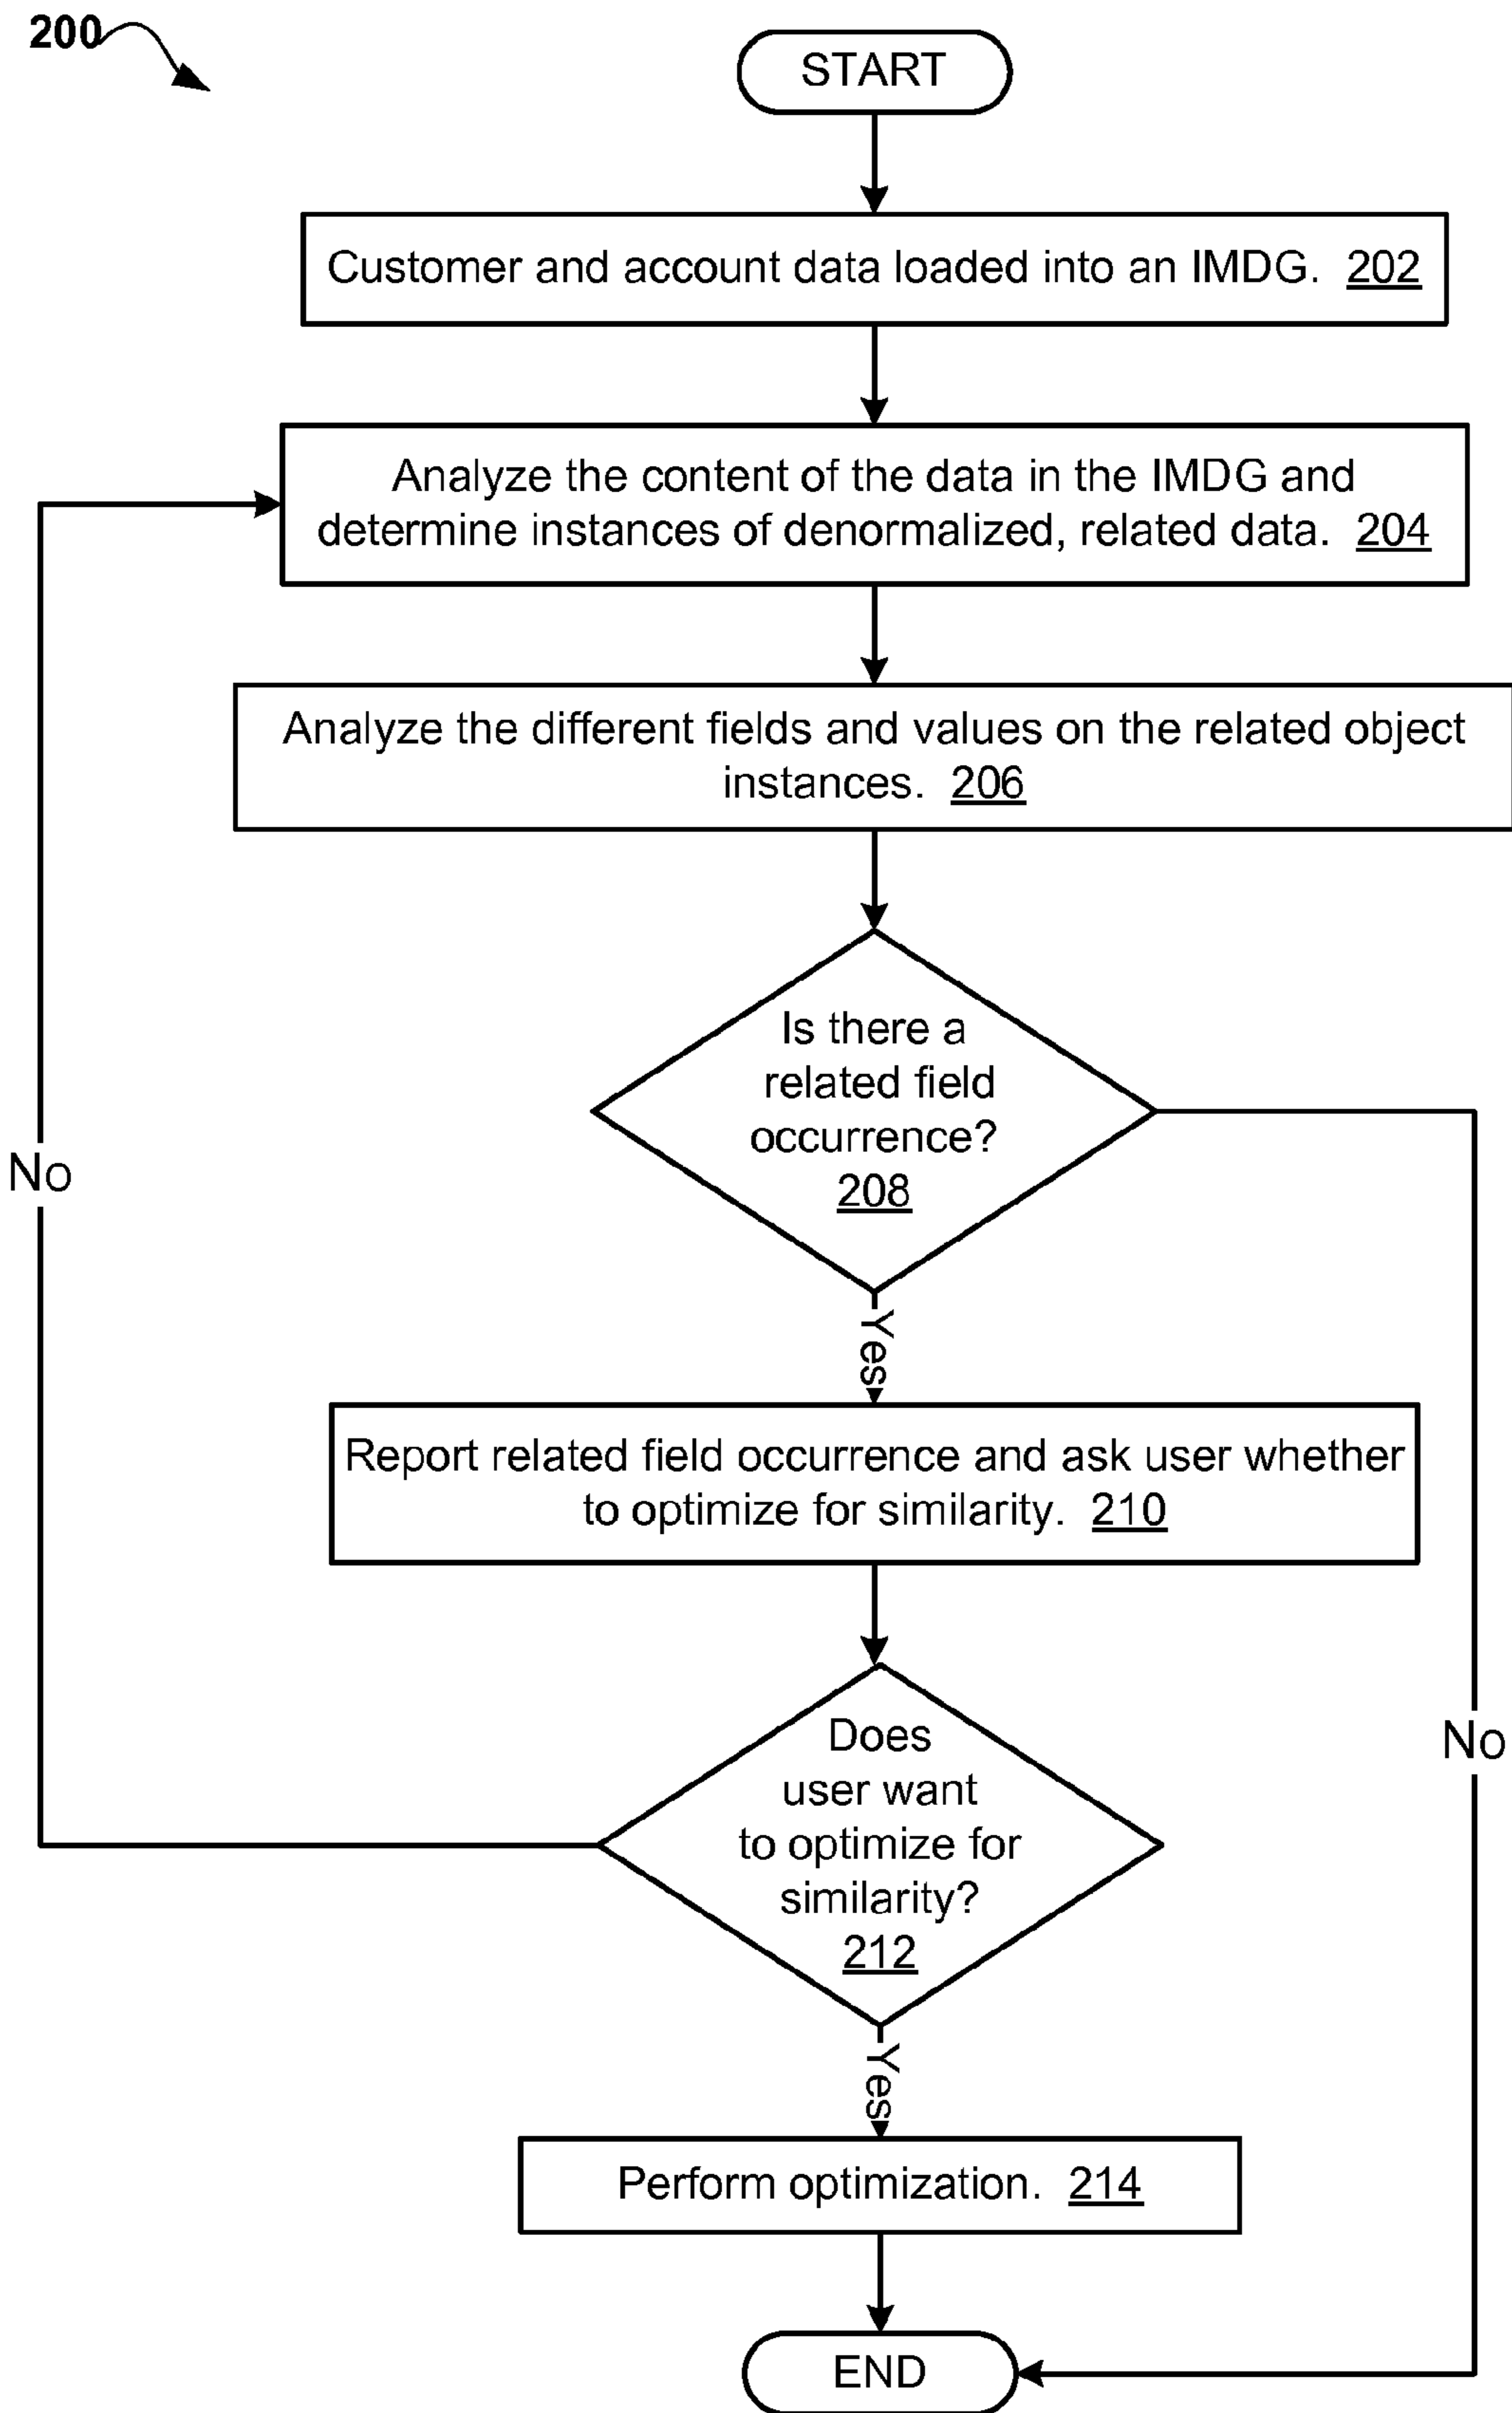 200
START
Customer and account data loaded into an IMDG. 202
Analyze the content of the data in the IMDG and
determine instances of denormalized, related data. 204
Analyze the different fields and values on the related object
instances. 206
Is there a
related field
occurrence?
208
No
Yes
Report related field occurrence and ask user whether
to optimize for similarity. 210
Does
user want
to optimize for
similarity?
212
No
Yes
Perform optimization. 214
END